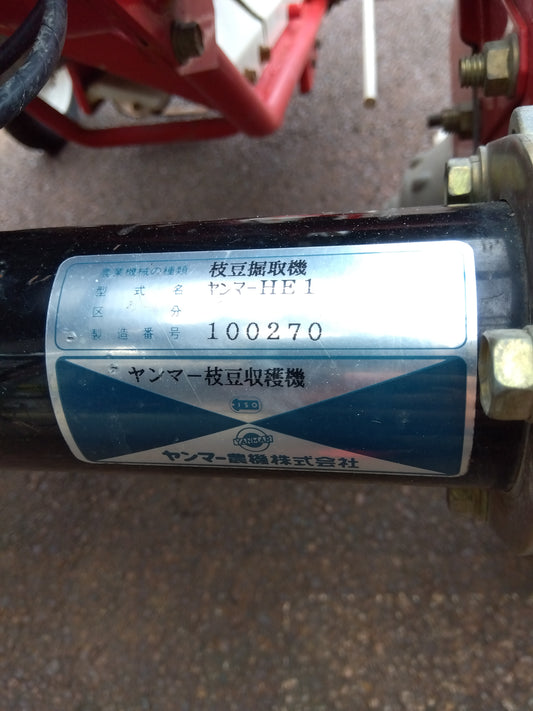 農業機械の種類 枝豆掘取機
型式名 ヤンマーHE1
区分
製造番号 100270
ヤンマー枝豆収穫機
ISO
YANMAR
ヤンマー農機株式会社